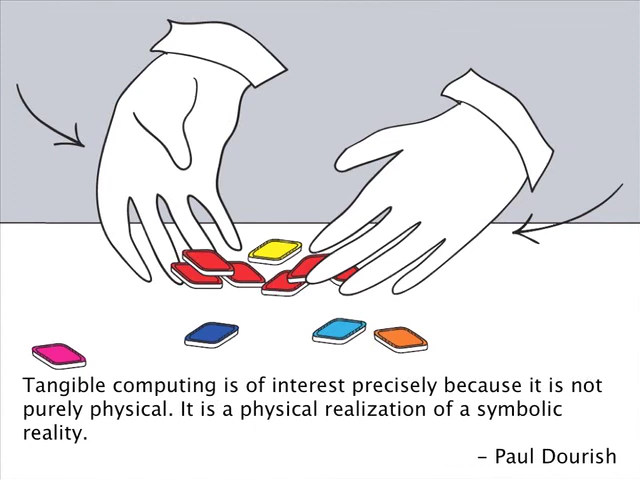 Tangible computing is of interest precisely because it is not
purely physical. It is a physical realization of a symbolic
reality.
– Paul Dourish